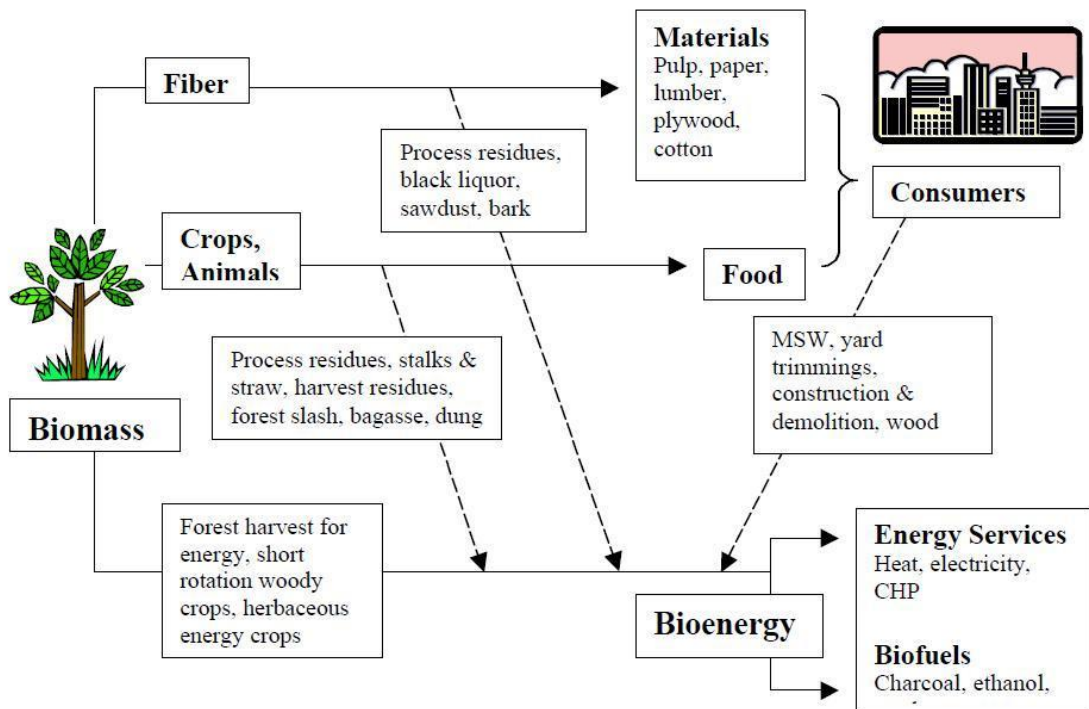 Fiber
Materials
Pulp, paper,
lumber,
plywood,
cotton
Process residues,
black liquor,
sawdust, bark
Consumers
Crops,
Animals
Food
Process residues, stalks &
straw, harvest residues,
forest slash, bagasse, dung
MSW, yard
trimmings,
construction &
demolition, wood
Biomass
Forest harvest for
energy, short
rotation woody
crops, herbaceous
energy crops
Bioenergy
Energy Services
Heat, electricity,
CHP
Biofuels
Charcoal, ethanol,